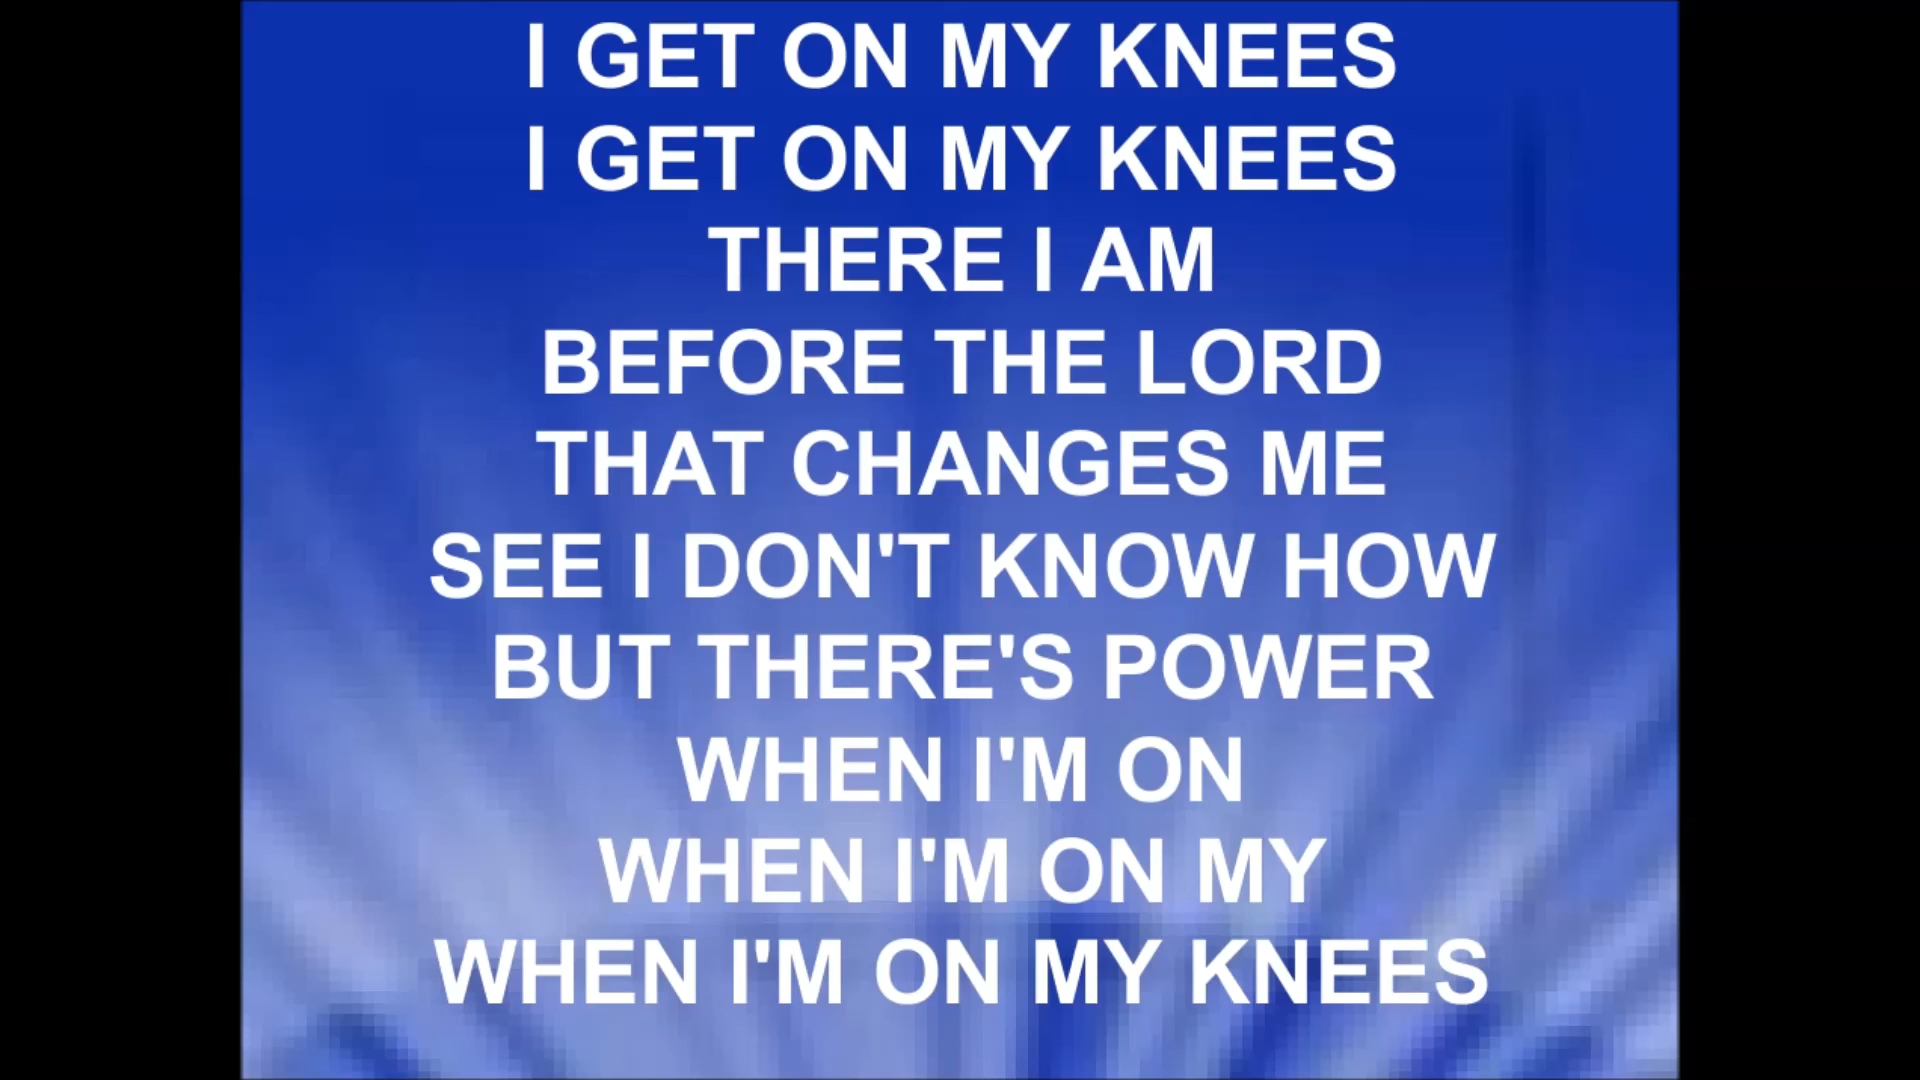 I GET ON MY KNEES
I GET ON MY KNEES
THERE I AM
BEFORE THE LORD
THAT CHANGES ME
SEE I DON'T KNOW HOW
BUT THERE'S POWER
WHEN I'M ON
WHEN I'M ON MY
WHEN I'M ON MY KNEES